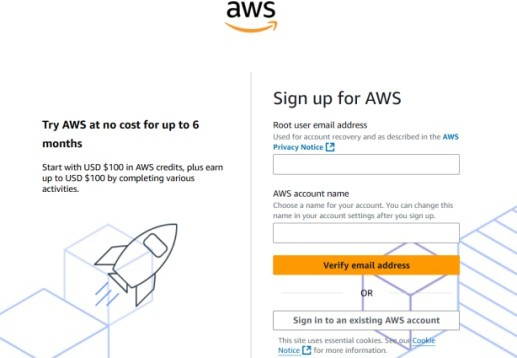 aws
Try AWS at no cost for up to 6
months
Start with USD $100 in AWS credits, plus earn
up to USD $100 by completing various
activities.
Sign up for AWS
Root user email address
Used for account recovery and as described in the AWS
Privacy Notice
AWS account name
Choose a name for your account. You can change this
name in your account settings after you sign up.
Verify email address
OR
Sign in to an existing AWS account
This site uses essential cookies. See our Cookie
Notice for more information.